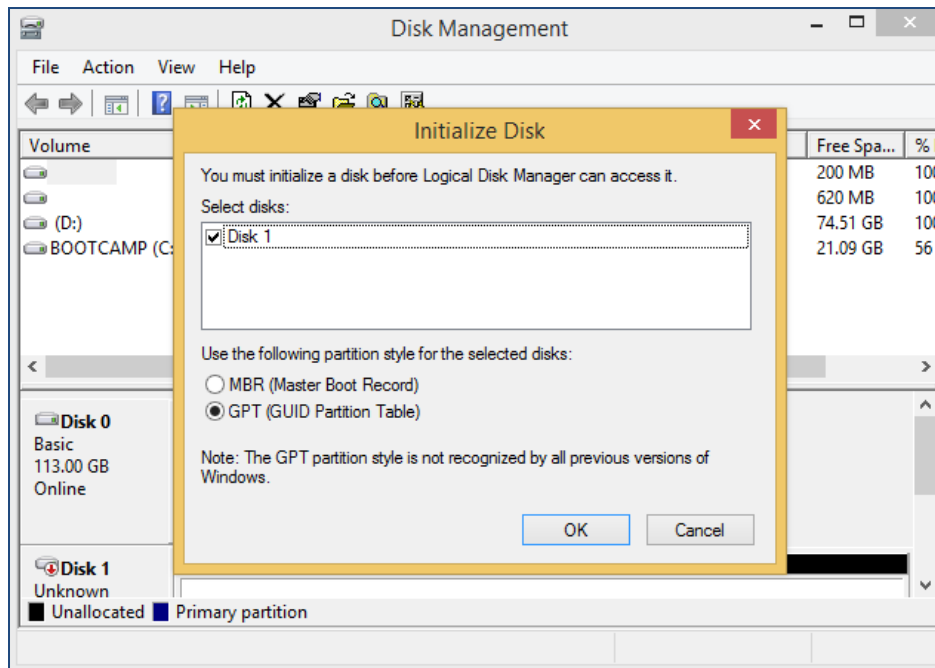 Disk Management
File Action View Help
Initialize Disk
Volume
Free Spa... %
You must initialize a disk before Logical Disk Manager can access it.
200 MB 100
Select disks:
620 MB 100
(D:)
74.51 GB 100
Disk 1
BOOTCAMP (C:
21.09 GB 56
Use the following partition style for the selected disks:
MBR (Master Boot Record)
GPT (GUID Partition Table)
Disk 0
Basic
113.00 GB
Online
Note: The GPT partition style is not recognized by all previous versions of
Windows.
OK Cancel
Disk 1
Unknown
Unallocated Primary partition